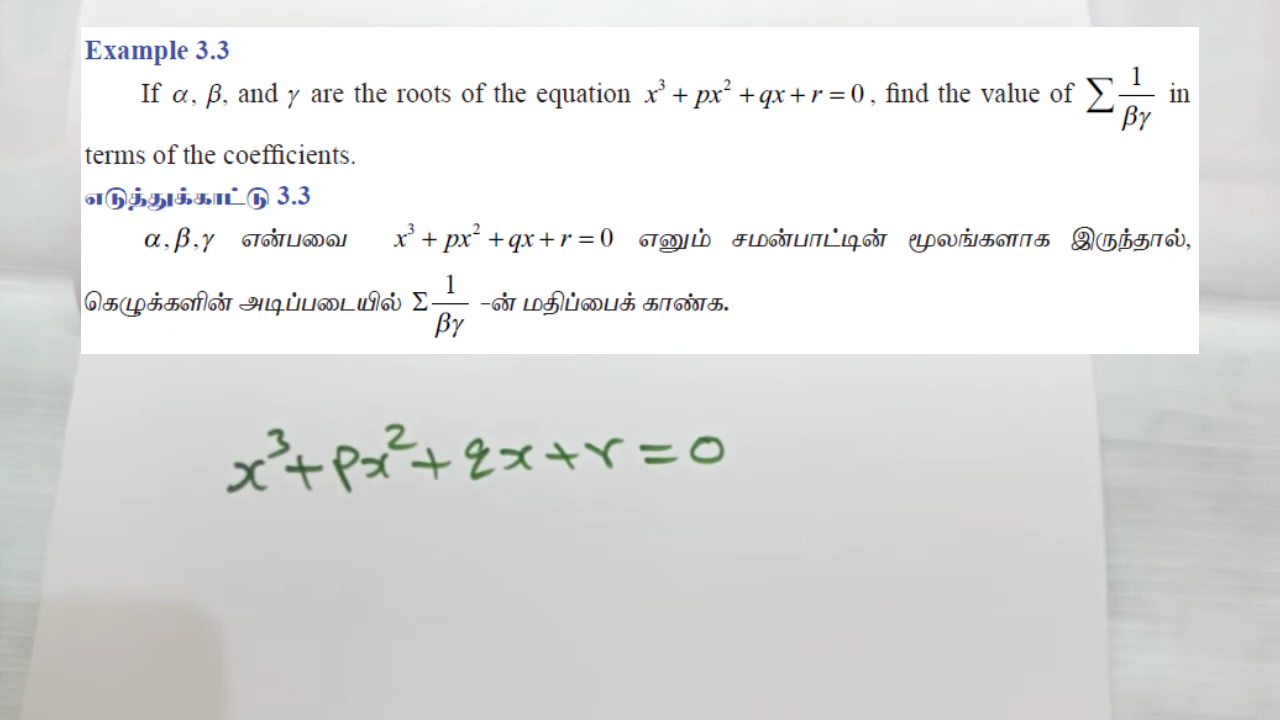 Example 3.3
If α, β, and γ are the roots of the equation x³ + px² + qx + r = 0, find the value of ∑ 1/βγ in
terms of the coefficients.
எடுத்துக்காட்டு 3.3
α, β, γ என்பவை x³ + px² + qx + r = 0 எனும் சமன்பாட்டின் மூலங்களாக இருந்தால்,
கெழுக்களின் அடிப்படையில் Σ 1/βγ -ன் மதிப்பைக் காண்க.
x³+px²+qx+r=0